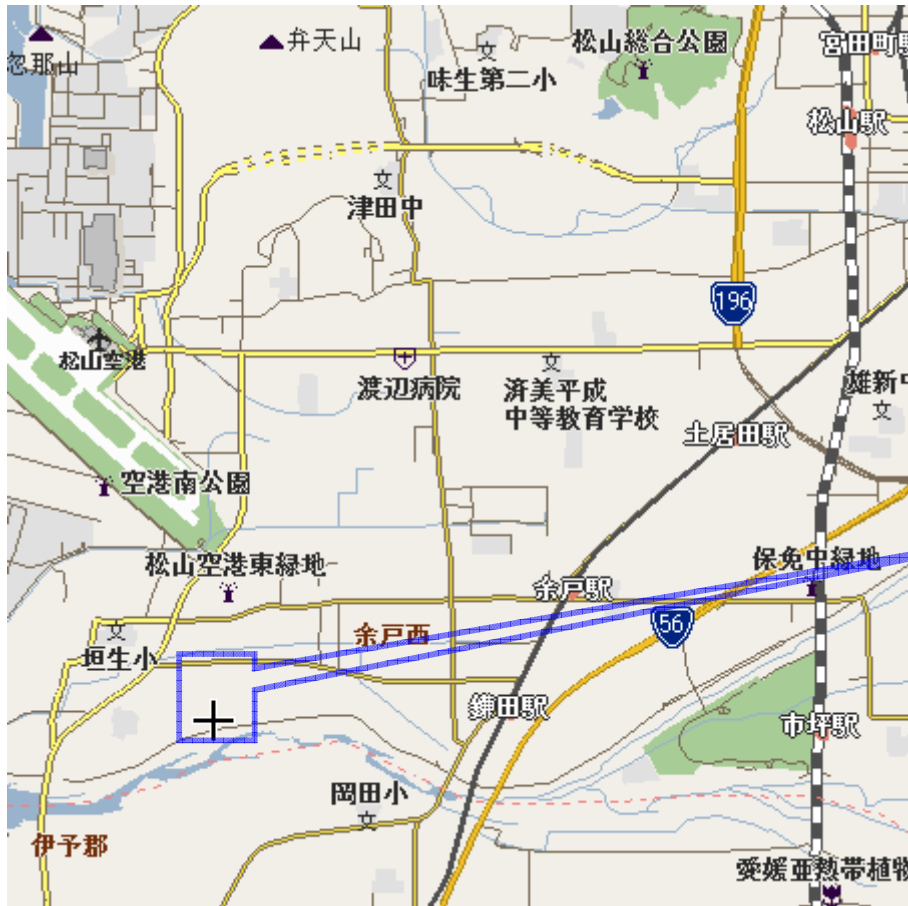 弁天山
忽那山
味生第二小
松山総合公園
宮田町駅
松山駅
津田中
196
松山空港
渡辺病院
済美平成
中等教育学校
雄新中
土居田駅
空港南公園
松山空港東緑地
保免中緑地
余戸駅
56
余戸西
垣生小
鎌田駅
市坪駅
岡田小
伊予郡
愛媛亜熱帯植物